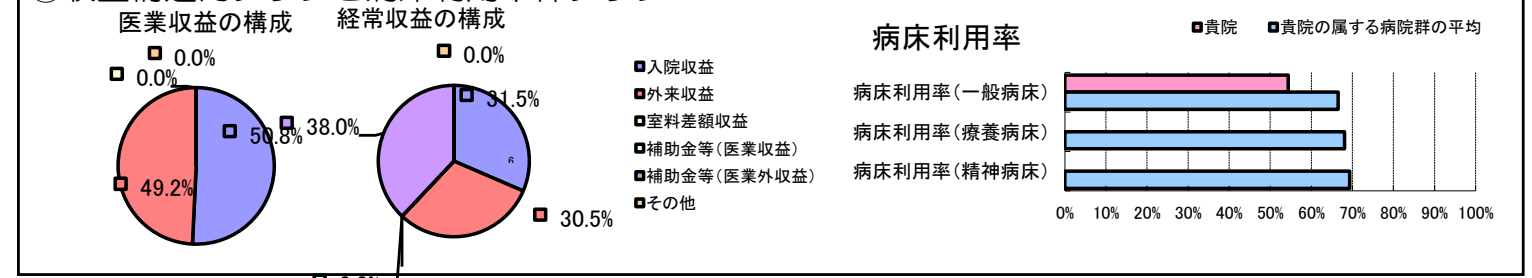 医業収益の構成
0.0%
0.0%
50.8%
49.2%
経常収益の構成
0.0%
31.5%
38.0%
6
30.5%
入院収益
外来収益
室料差額収益
補助金等(医業収益)
補助金等(医業外収益)
その他
病床利用率
貴院
貴院の属する病院群の平均
病床利用率(一般病床)
病床利用率(療養病床)
病床利用率(精神病床)
0% 10% 20% 30% 40% 50% 60% 70% 80% 90% 100%